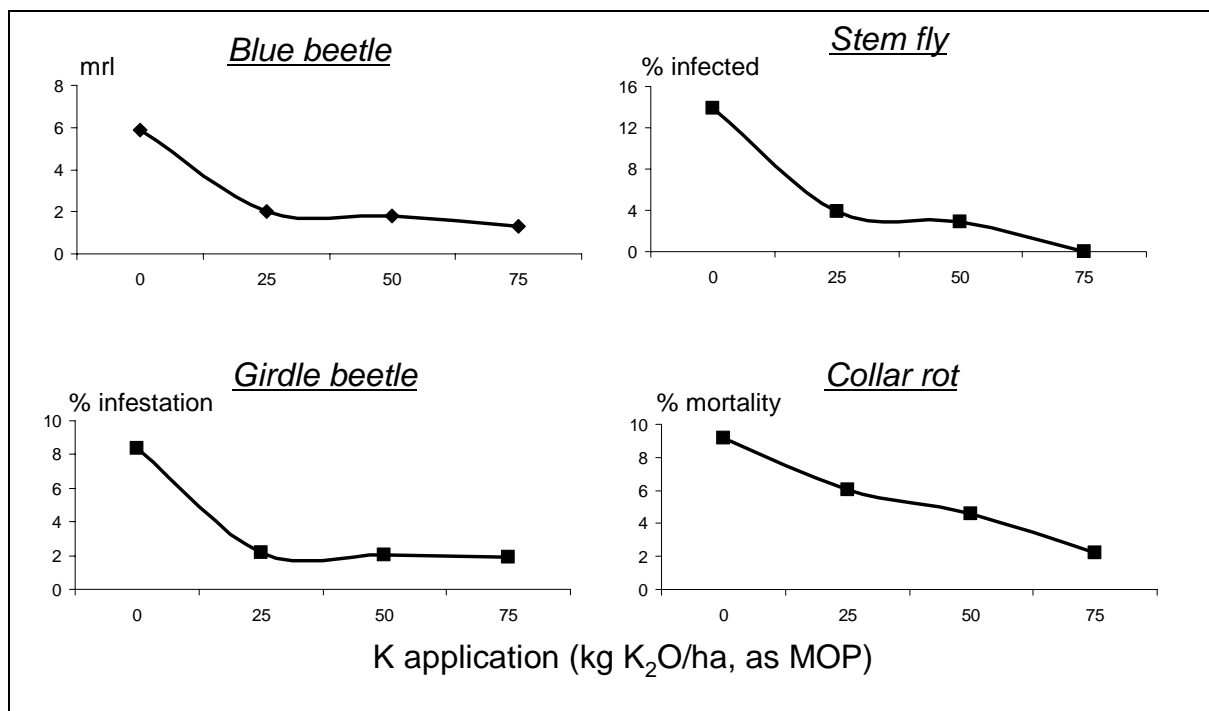 Blue beetle
mrl
8
6
4
2
0
0 25 50 75
Stem fly
% infected
16
12
8
4
0
0 25 50 75
Girdle beetle
% infestation
10
8
6
4
2
0
0 25 50 75
Collar rot
% mortality
10
8
6
4
2
0
0 25 50 75
K application (kg K₂O/ha, as MOP)